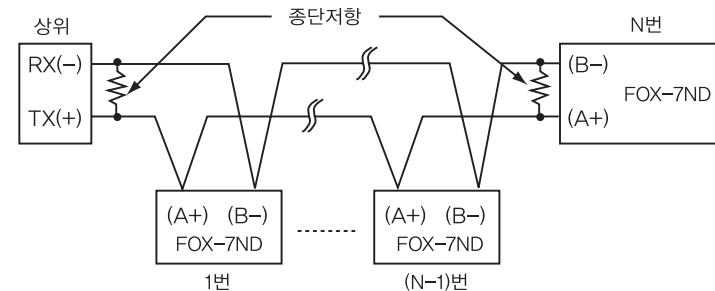 상위
종단저항
N번
RX(-)
TX(+)
(B-)
FOX-7ND
(A+)
(A+) (B-)
FOX-7ND
(A+) (B-)
FOX-7ND
1번
(N-1)번